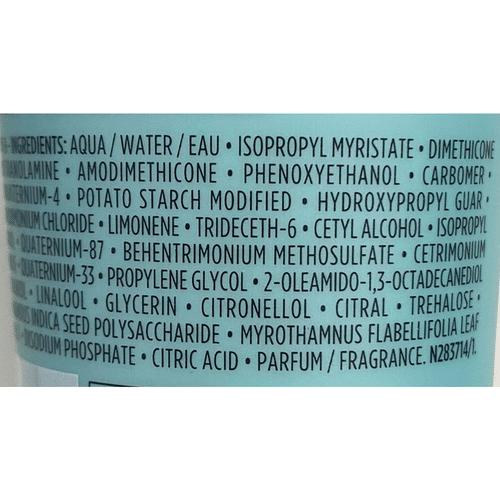 INGREDIENTS: AQUA / WATER / EAU • ISOPROPYL MYRISTATE • DIMETHICONE
• AMODIMETHICONE • PHENOXYETHANOL • CARBOMER •
• POTATO STARCH MODIFIED • HYDROXYPROPYL GUAR •
CHLORIDE • LIMONENE • TRIDECETH-6 • CETYL ALCOHOL • ISOPROPYL
• QUATERNIUM-87 • BEHENTRIMONIUM METHOSULFATE • CETRIMONIUM
• QUATERNIUM-33 • PROPYLENE GLYCOL • 2-OLEAMIDO-1,3-OCTADECANEDIOL
• LINALOOL • GLYCERIN • CITRONELLOL • CITRAL • TREHALOSE •
INDICA SEED POLYSACCHARIDE • MYROTHAMNUS FLABELLIFOLIA LEAF
• DISODIUM PHOSPHATE • CITRIC ACID • PARFUM / FRAGRANCE. N283714/1.